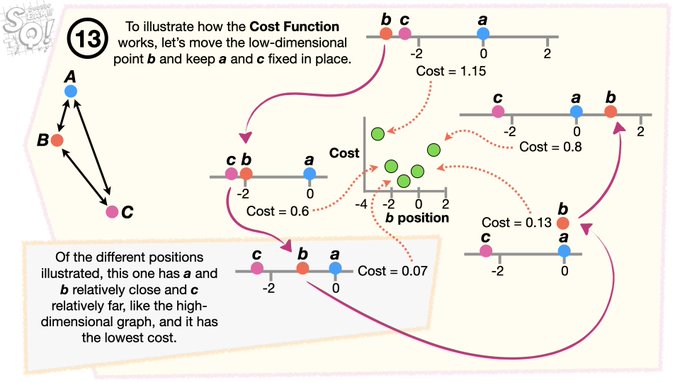 SQ!
13
To illustrate how the Cost Function
works, let's move the low-dimensional
point b and keep a and c fixed in place.
b c a
-2 0 2
Cost = 1.15
A
B
C
c a b
-2 0 2
Cost = 0.8
c b a
-2 0
Cost = 0.6
Cost
-4 -2 0 2
b position
b
Cost = 0.13
c a
-2 0
c b a
-2 0
Cost = 0.07
Of the different positions
illustrated, this one has a and
b relatively close and c
relatively far, like the high-
dimensional graph, and it has
the lowest cost.